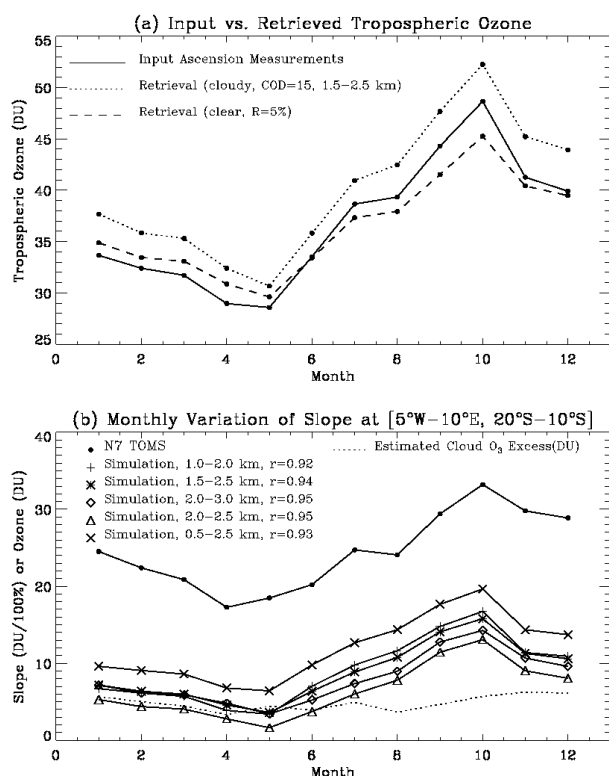 (a) Input vs. Retrieved Tropospheric Ozone
55
50
45
40
35
30
25
Tropospheric Ozone (DU)
Input Ascension Measurements
Retrieval (cloudy, COD=15, 1.5-2.5 km)
Retrieval (clear, R=5%)
0 2 4 6 8 10 12
Month
(b) Monthly Variation of Slope at [5°W-10°E, 20°S-10°S]
40
30
20
10
0
Slope (DU/100%) or Ozone (DU)
N7 TOMS
Simulation, 1.0-2.0 km, r=0.92
Simulation, 1.5-2.5 km, r=0.94
Simulation, 2.0-3.0 km, r=0.95
Simulation, 2.0-2.5 km, r=0.95
Simulation, 0.5-2.5 km, r=0.93
Estimated Cloud O₃ Excess(DU)
0 2 4 6 8 10 12
Month